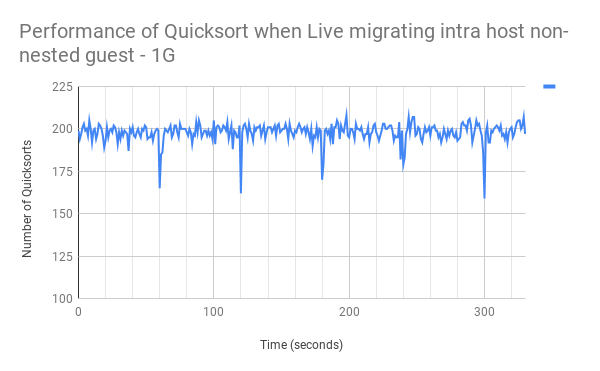 Performance of Quicksort when Live migrating intra host non-
nested guest - 1G
225
200
175
150
125
100
Number of Quicksorts
0 100 200 300
Time (seconds)